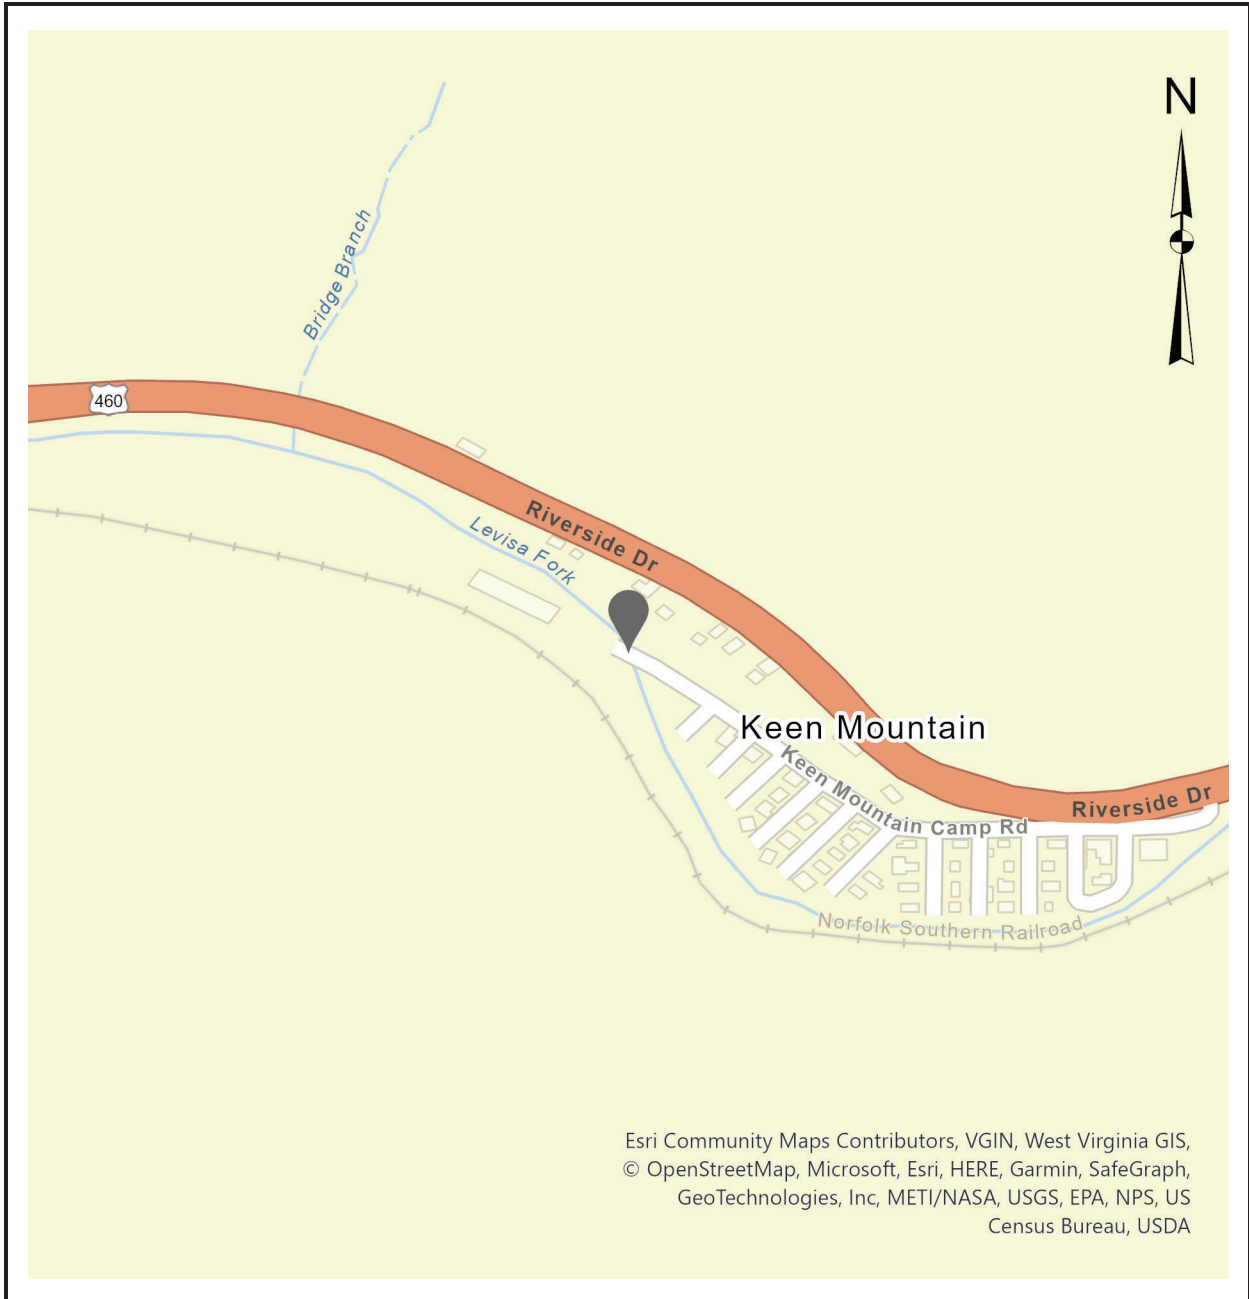 N
Bridge Branch
460
Riverside Dr
Levisa Fork
Keen Mountain
Keen Mountain Camp Rd
Riverside Dr
Norfolk Southern Railroad
Esri Community Maps Contributors, VGIN, West Virginia GIS,
© OpenStreetMap, Microsoft, Esri, HERE, Garmin, SafeGraph,
GeoTechnologies, Inc, METI/NASA, USGS, EPA, NPS, US
Census Bureau, USDA